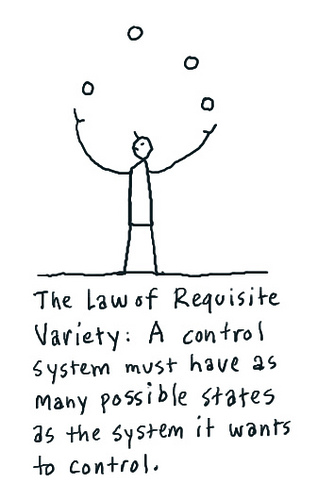 The Law of Requisite
Variety: A control
system must have as
many possible states
as the system it wants
to control.